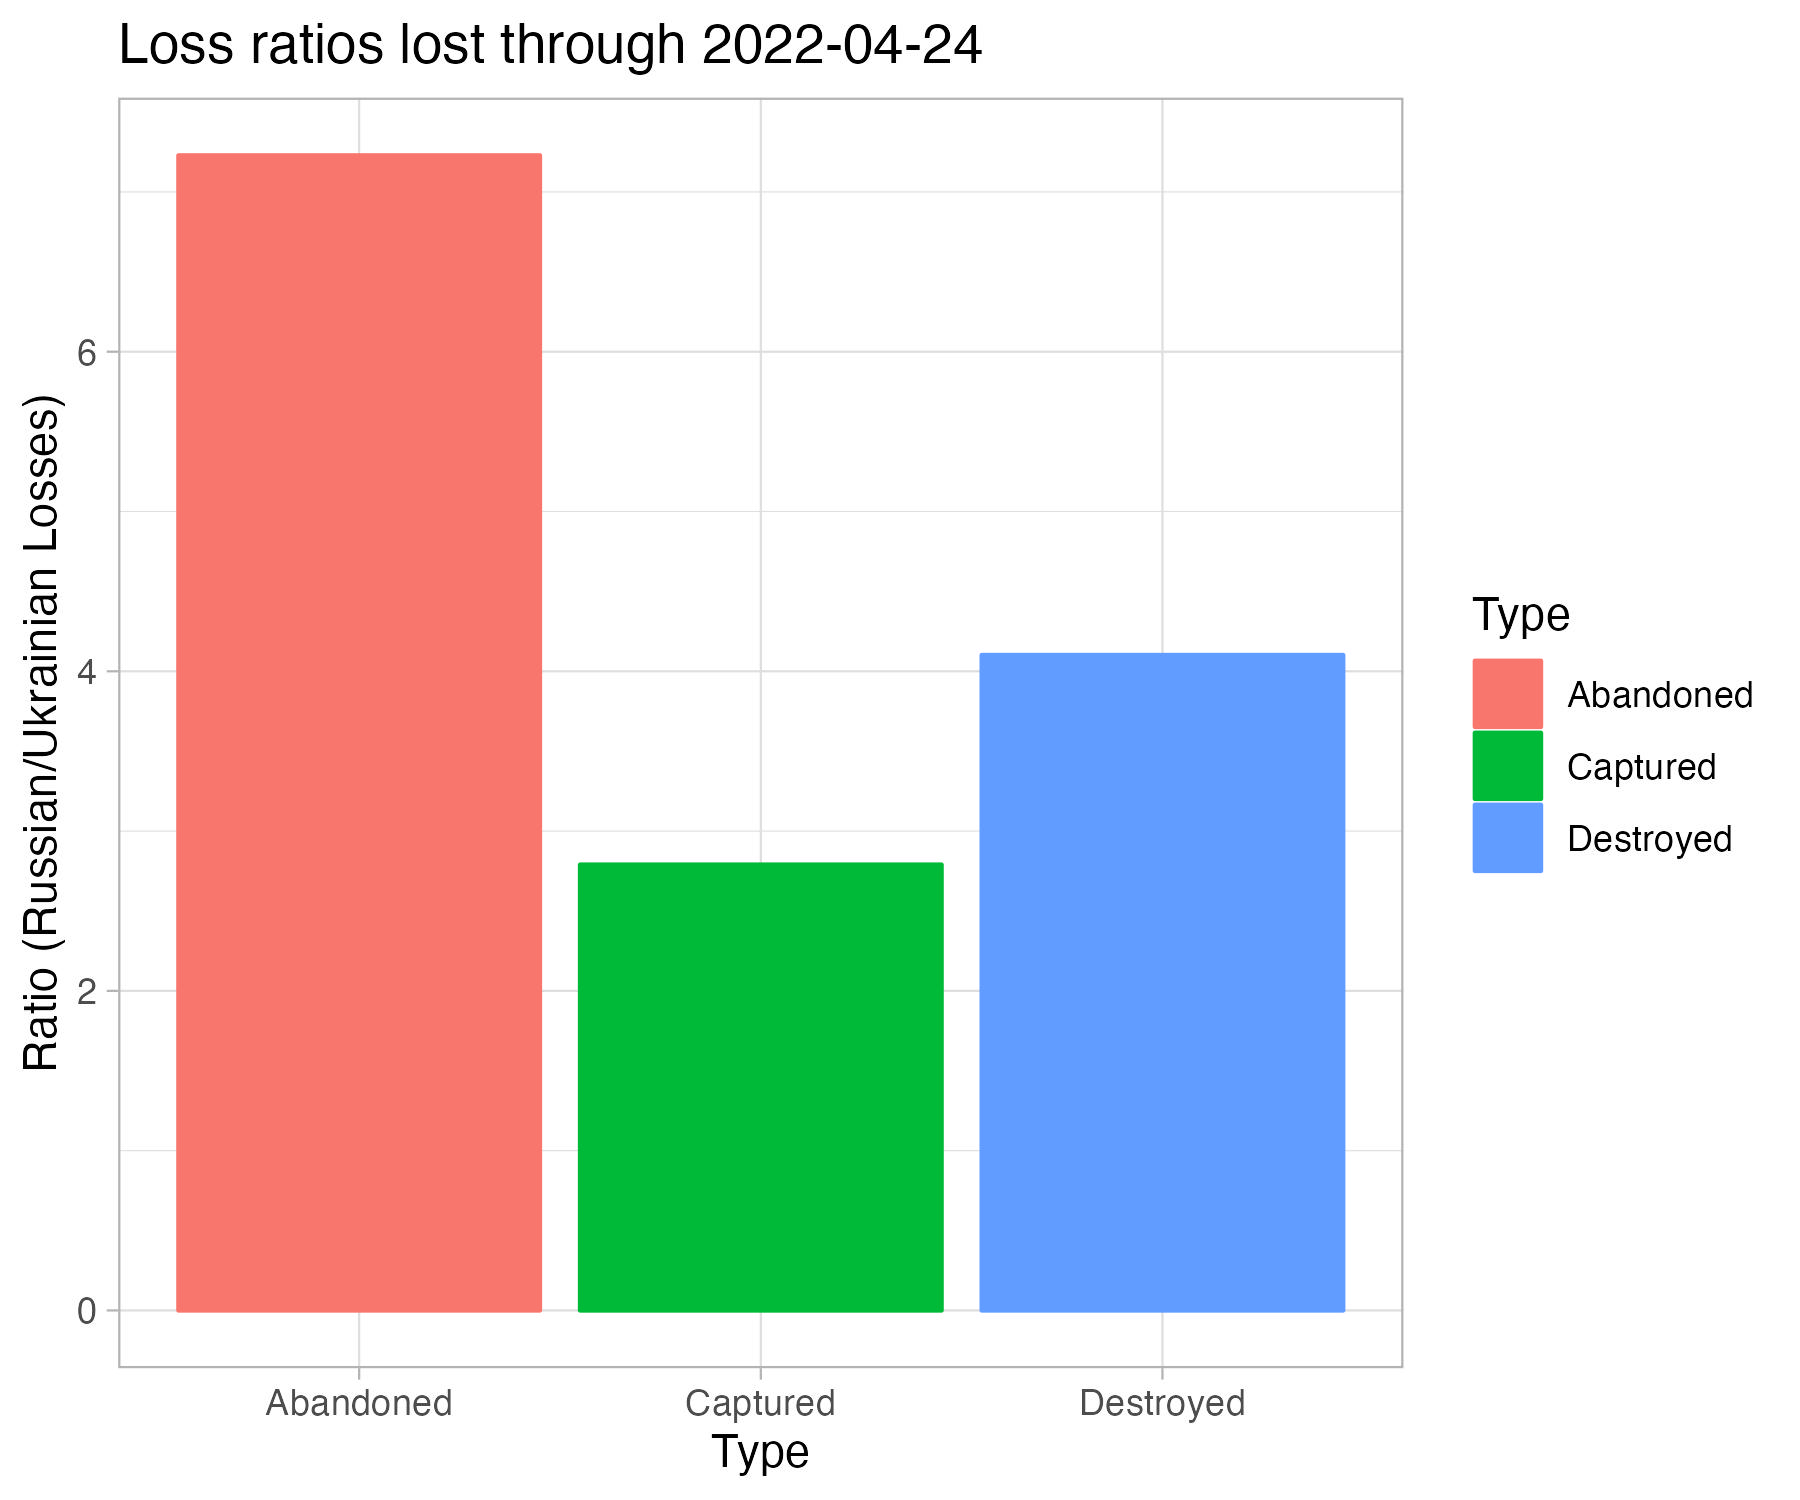 Loss ratios lost through 2022-04-24
Ratio (Russian/Ukrainian Losses)
6
4
2
0
Abandoned
Captured
Destroyed
Type
Type
Abandoned
Captured
Destroyed